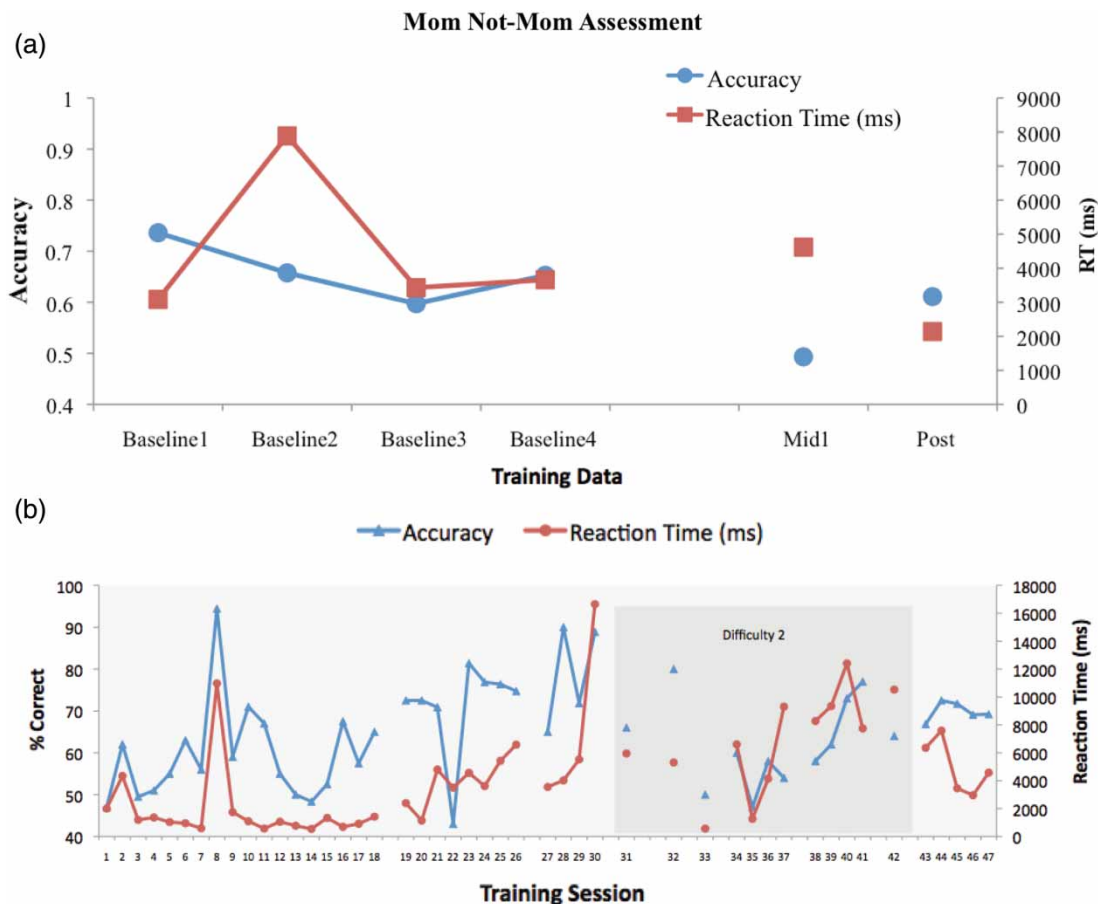 Mom Not-Mom Assessment
(a)
Accuracy
Reaction Time (ms)
1
0.9
0.8
0.7
0.6
0.5
0.4
Accuracy
9000
8000
7000
6000
5000
4000
3000
2000
1000
0
RT (ms)
Baseline1 Baseline2 Baseline3 Baseline4 Mid1 Post
Training Data
(b)
Accuracy Reaction Time (ms)
100
90
80
70
60
50
40
% Correct
Difficulty 2
18000
16000
14000
12000
10000
8000
6000
4000
2000
0
Reaction Time (ms)
1 2 3 4 5 6 7 8 9 10 11 12 13 14 15 16 17 18 19 20 21 22 23 24 25 26 27 28 29 30 31 32 33 34 35 36 37 38 39 40 41 42 43 44 45 46 47
Training Session